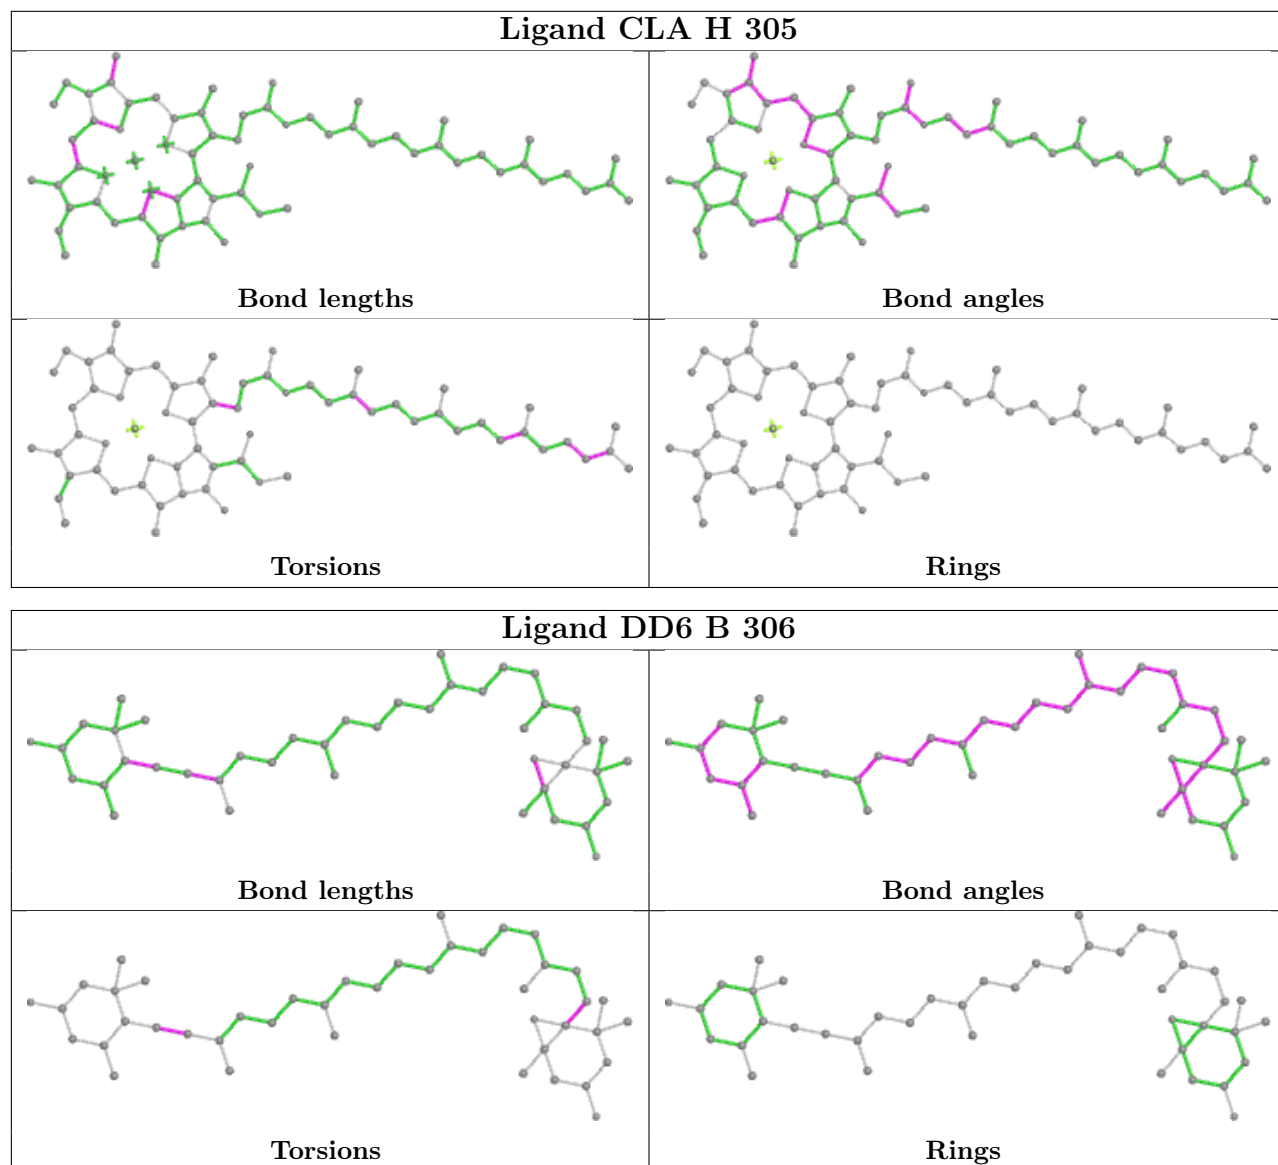 Ligand CLA H 305
Bond lengths
Bond angles
Torsions
Rings
Ligand DD6 B 306
Bond lengths
Bond angles
Torsions
Rings